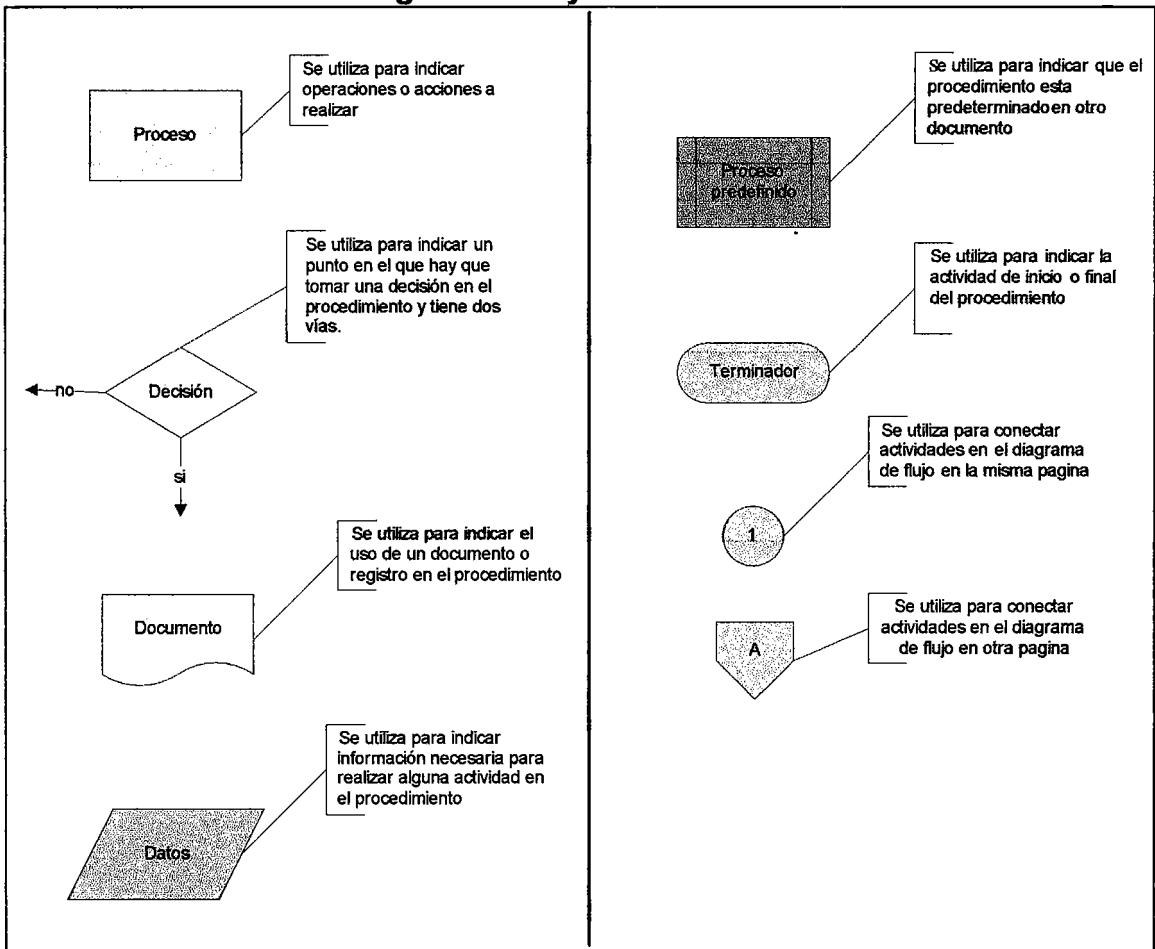 Se utiliza para indicar
operaciones o acciones a
realizar
Proceso
Se utiliza para indicar un
punto en el que hay que
tomar una decisión en el
procedimiento y tiene dos
vías.
no
Decisión
si
Se utiliza para indicar el
uso de un documento o
registro en el procedimiento
Documento
Se utiliza para indicar
información necesaria para
realizar alguna actividad en
el procedimiento
Datos
Se utiliza para indicar que el
procedimiento esta
predeterminado en otro
documento
Proceso
predefinido
Se utiliza para indicar la
actividad de inicio o final
del procedimiento
Terminador
Se utiliza para conectar
actividades en el diagrama
de flujo en la misma pagina
1
Se utiliza para conectar
actividades en el diagrama
de flujo en otra pagina
A